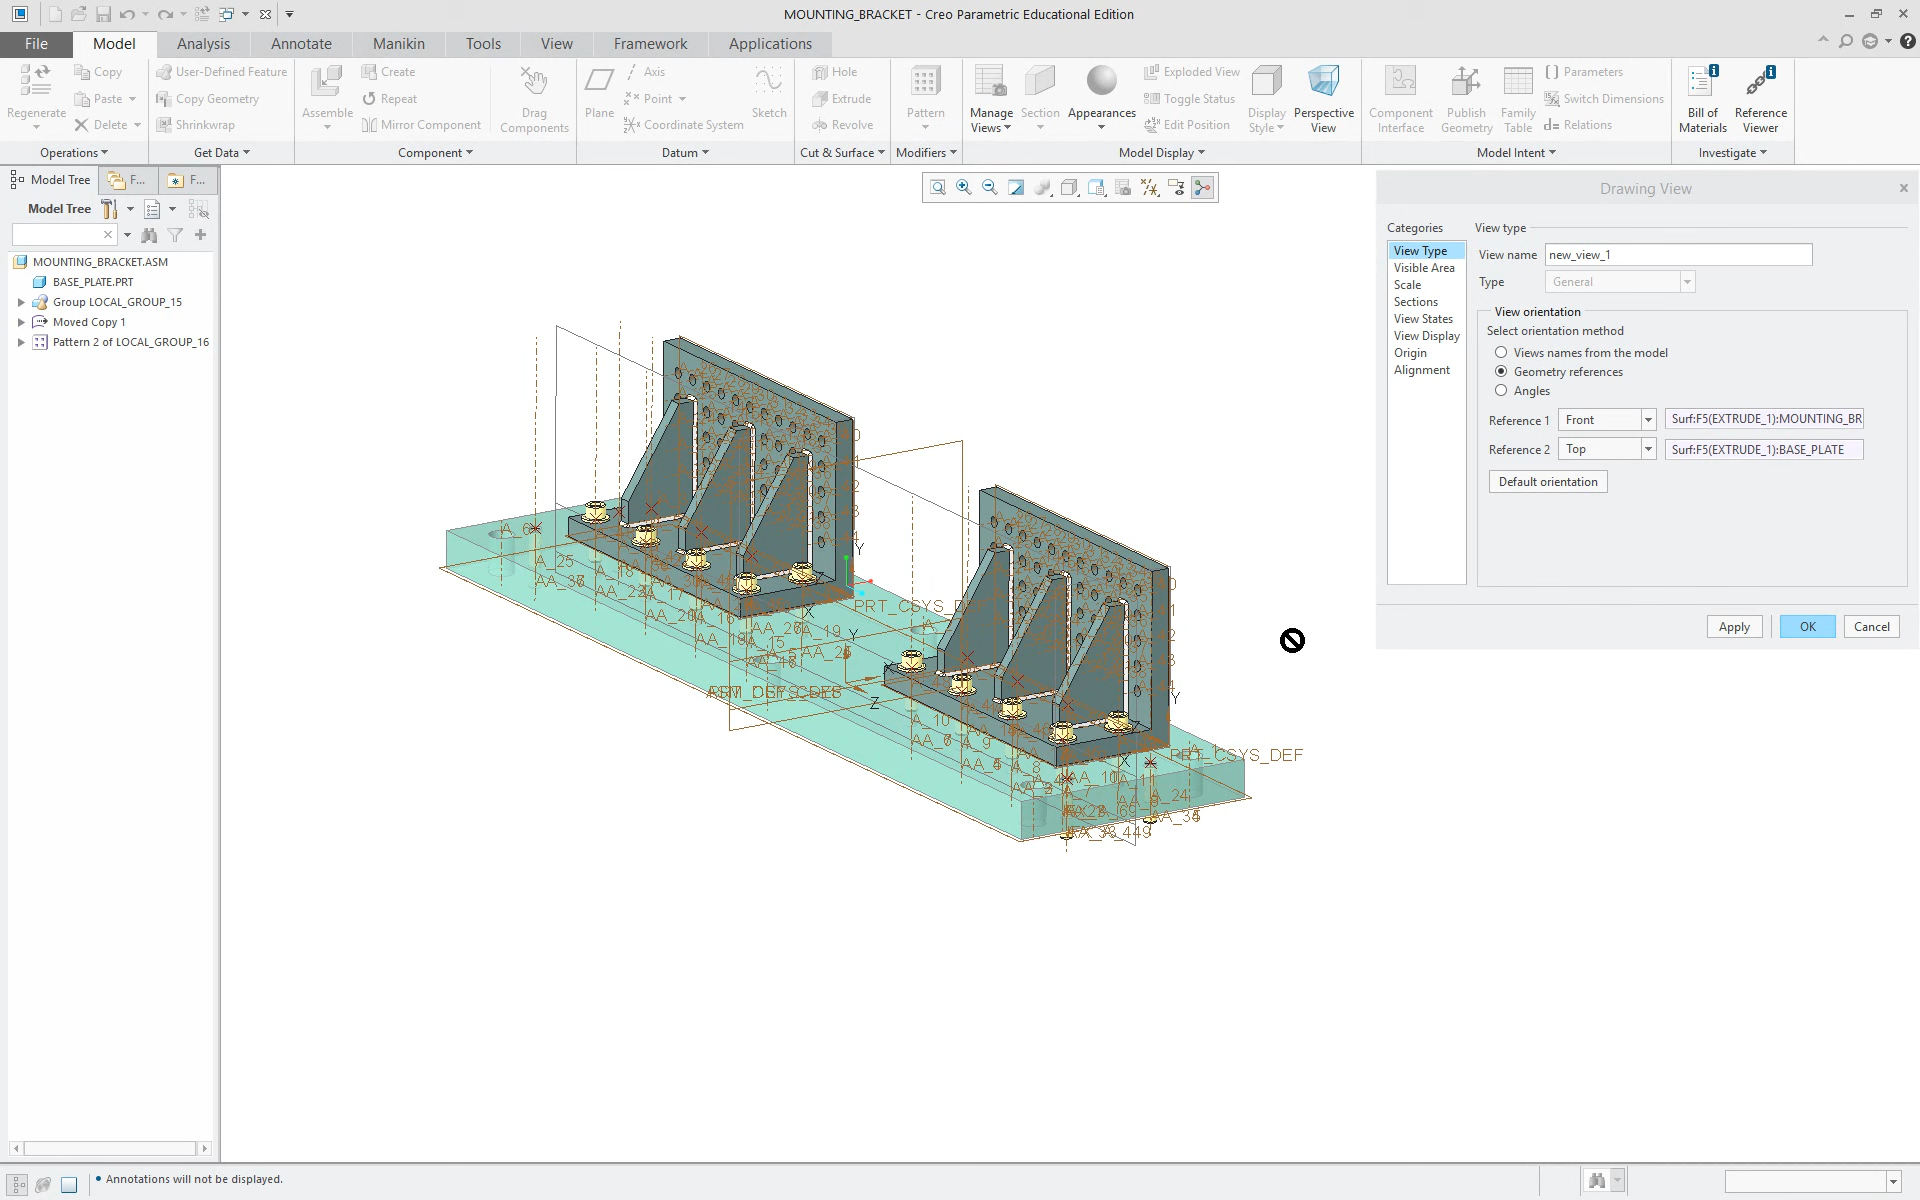 MOUNTING_BRACKET - Creo Parametric Educational Edition
File Model Analysis Annotate Manikin Tools View Framework Applications
Regenerate
Copy
Paste
Delete
Operations
User-Defined Feature
Copy Geometry
Shrinkwrap
Get Data
Assemble
Create
Repeat
Mirror Component
Drag
Components
Component
Plane
Axis
Point
Coordinate System
Sketch
Datum
Hole
Extrude
Revolve
Cut & Surface
Pattern
Modifiers
Manage
Views
Section
Appearances
Exploded View
Toggle Status
Edit Position
Display
Style
Perspective
View
Model Display
Component
Interface
Publish
Geometry
Family
Table
Parameters
Switch Dimensions
Relations
Model Intent
Bill of
Materials
Reference
Viewer
Investigate
Model Tree F... F...
Model Tree
MOUNTING_BRACKET.ASM
BASE_PLATE.PRT
Group LOCAL_GROUP_15
Moved Copy 1
Pattern 2 of LOCAL_GROUP_16
A_25
Y
X
Y
Z
Y
X
PRT_CSYS_DEF
A_24
Drawing View
Categories
View Type
Visible Area
Scale
Sections
View States
View Display
Origin
Alignment
View type
View name new_view_1
Type General
View orientation
Select orientation method
Views names from the model
Geometry references
Angles
Reference 1 Front Surf:F5(EXTRUDE_1):MOUNTING_BR
Reference 2 Top Surf:F5(EXTRUDE_1):BASE_PLATE
Default orientation
Apply OK Cancel
• Annotations will not be displayed.